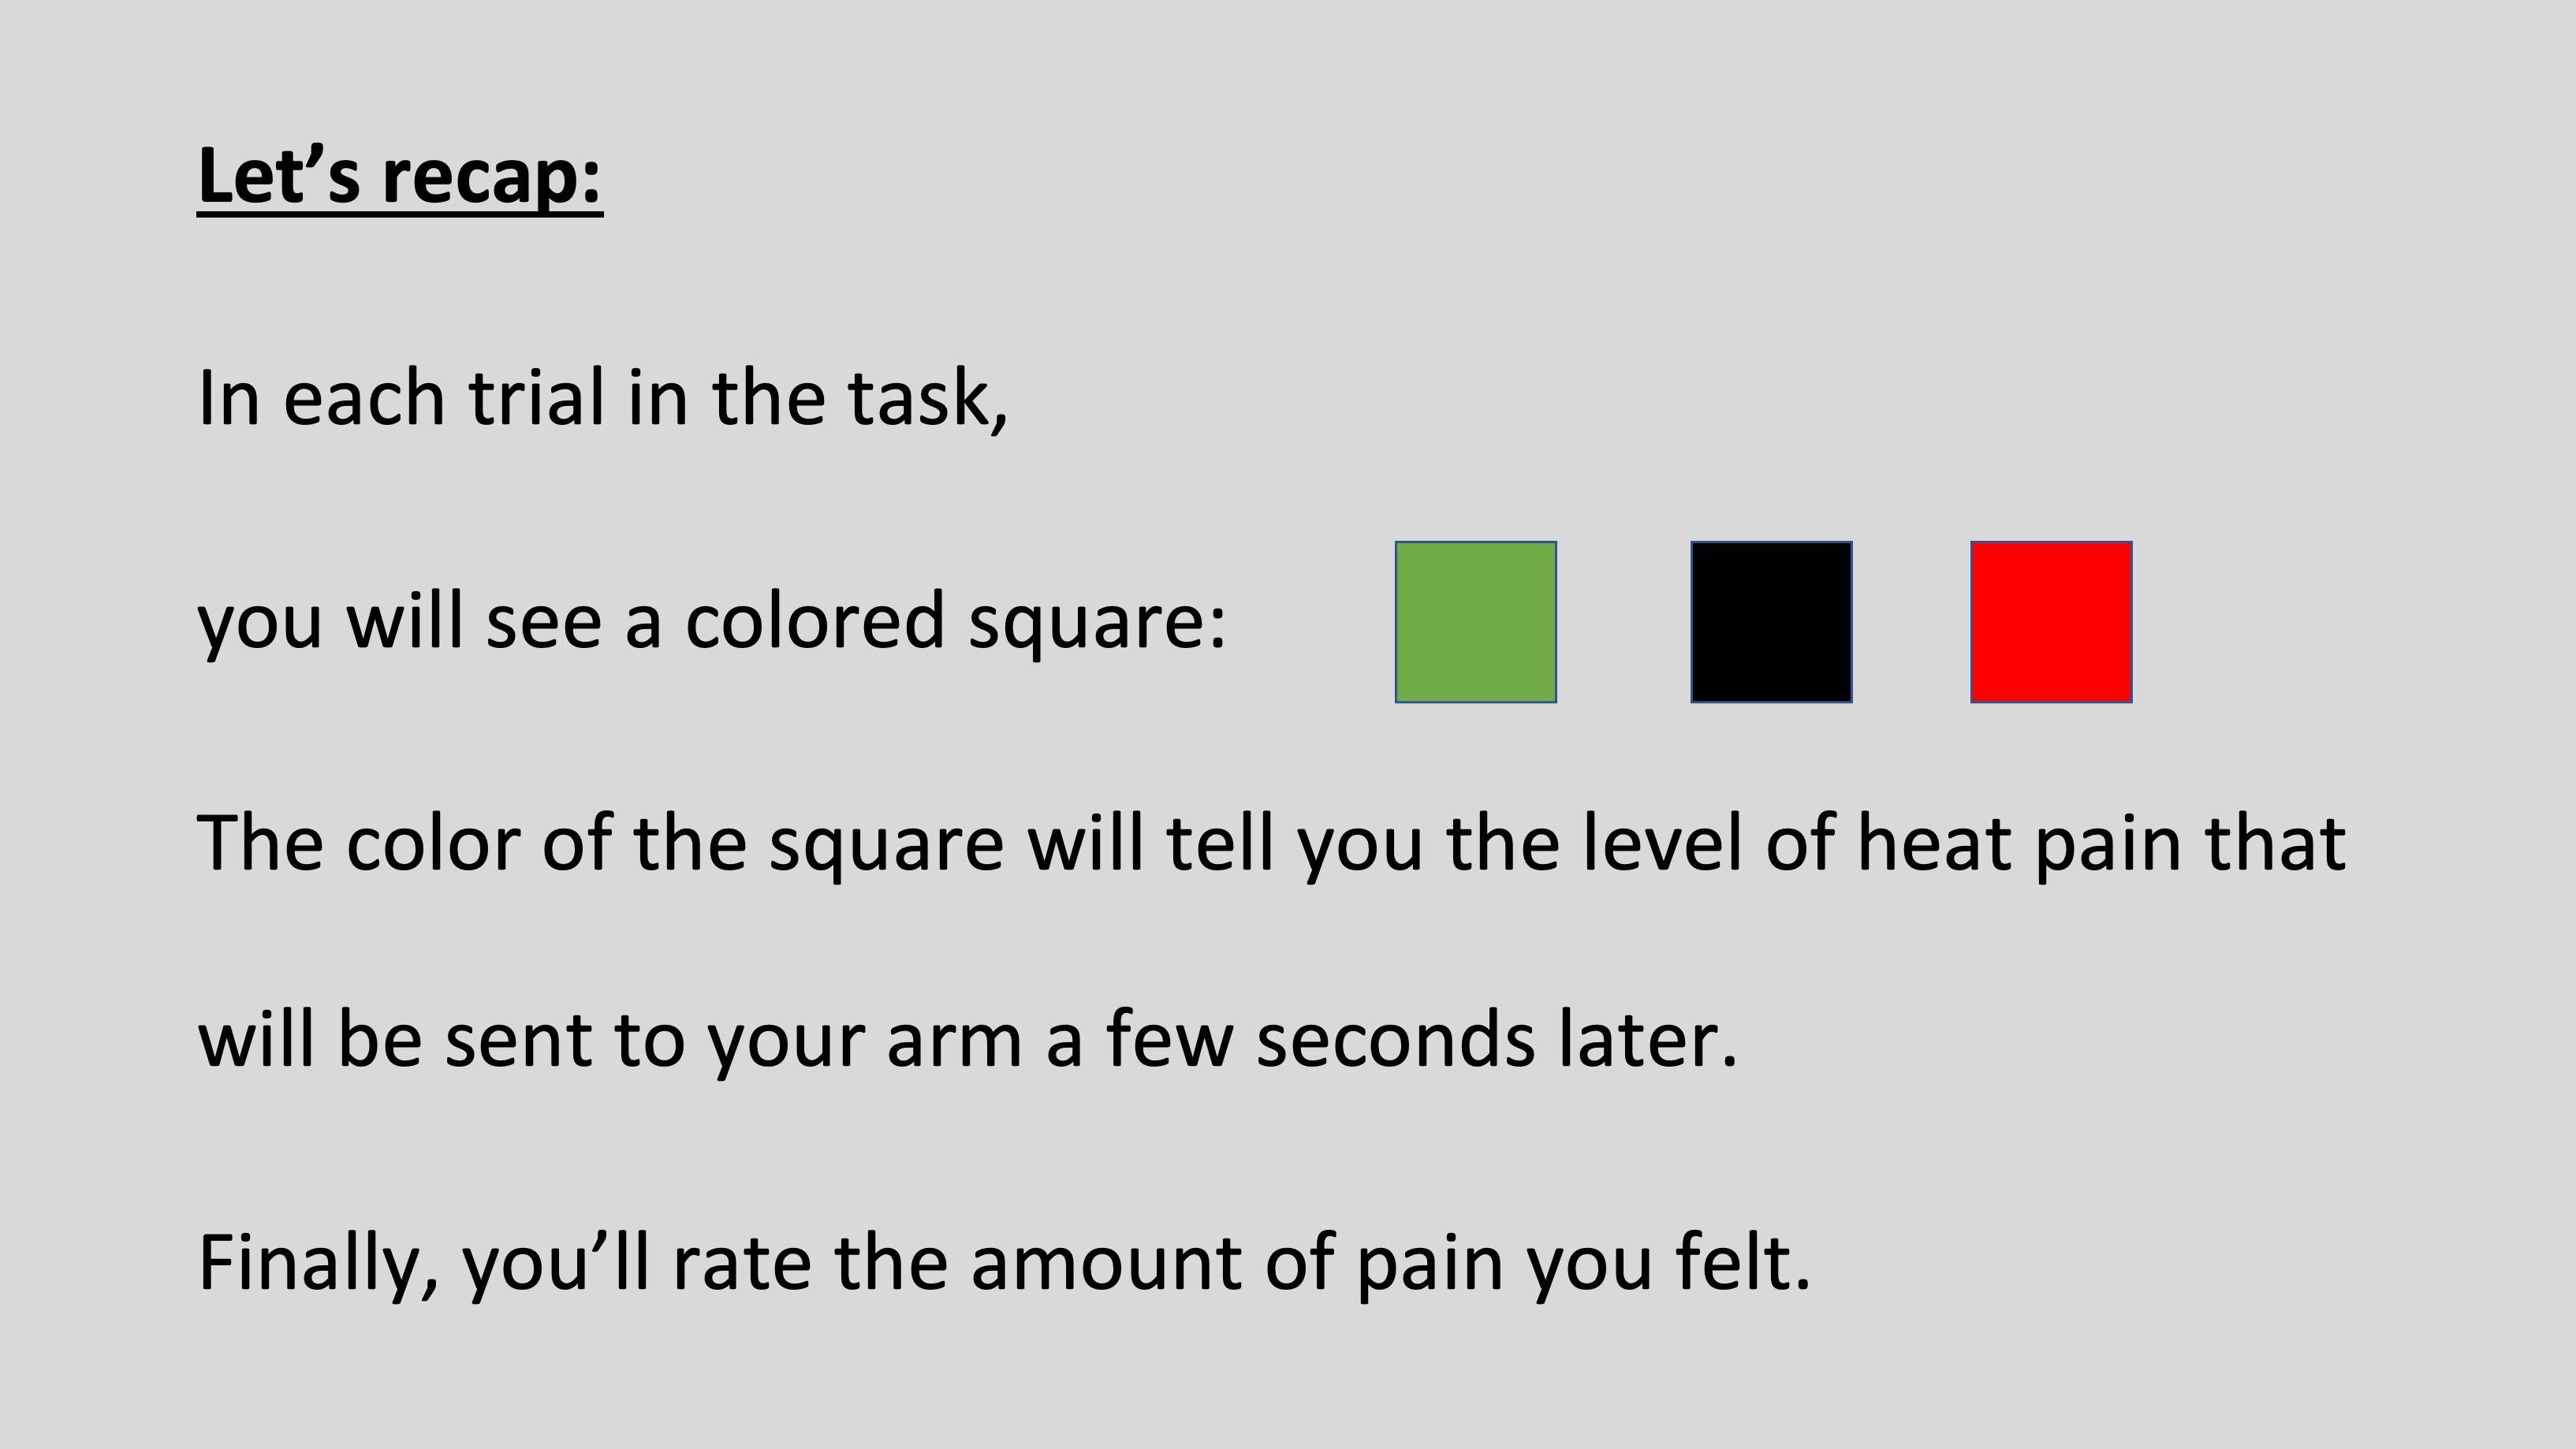 Let’s recap:
In each trial in the task,
you will see a colored square:
The color of the square will tell you the level of heat pain that
will be sent to your arm a few seconds later.
Finally, you’ll rate the amount of pain you felt.